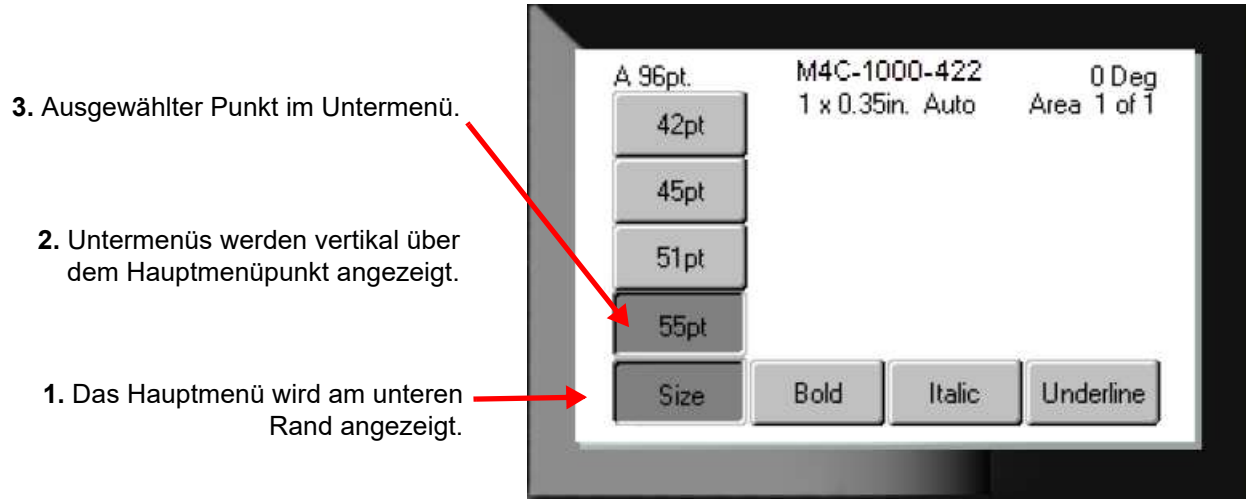 3. Ausgewählter Punkt im Untermenü.
2. Untermenüs werden vertikal über
dem Hauptmenüpunkt angezeigt.
1. Das Hauptmenü wird am unteren
Rand angezeigt.
A 96pt. M4C-1000-422 0 Deg
1 x 0.35in. Auto Area 1 of 1
42pt
45pt
51pt
55pt
Size Bold Italic Underline